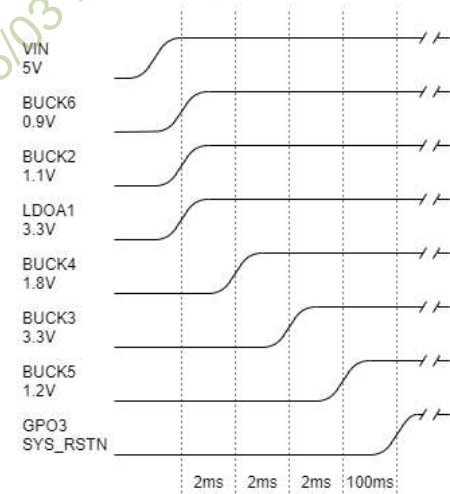 VIN
5V
BUCK6
0.9V
BUCK2
1.1V
LDOA1
3.3V
BUCK4
1.8V
BUCK3
3.3V
BUCK5
1.2V
GPO3
SYS_RSTN
2ms 2ms 2ms 100ms